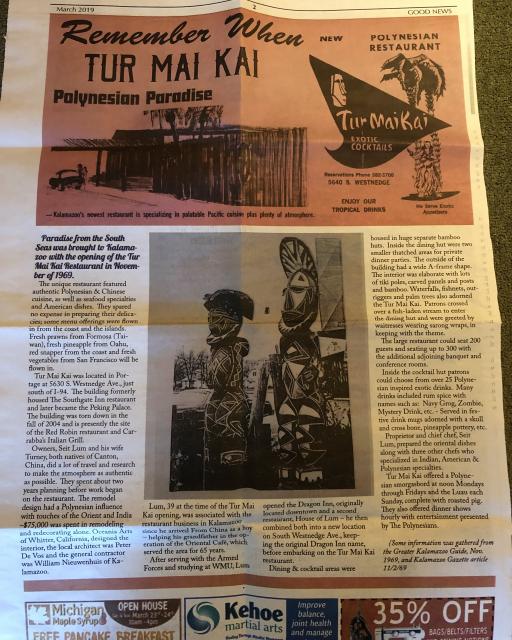 March 2019
2
GOOD NEWS
Remember When
TUR MAI KAI
Polynesian Paradise
NEW POLYNESIAN
RESTAURANT
Tur Mai Kai
EXOTIC
COCKTAILS
Reservations Phone 382-5700
5640 S. WESTNEDGE
ENJOY OUR
TROPICAL DRINKS
We Serve Exotic
Appetizers
—Kalamazoo's newest restaurant is specializing in palatable Pacific cuisine plus plenty of atmosphere.
Paradise from the South
Seas was brought to Kalama-
zoo with the opening of the Tur
Mai Kai Restaurant in Novem-
ber of 1969.
The unique restaurant featured
authentic Polynesian & Chinese
cuisine, as well as seafood specialties
and American dishes. They spared
no expense in preparing their delica-
cies; some menu offerings were flown
in from the coast and the islands.
Fresh prawns from Formosa (Tai-
wan), fresh pineapple from Oahu,
red snapper from the coast and fresh
vegetables from San Francisco will be
flown in.
Tur Mai Kai was located in Por-
tage at 5630 S. Westnedge Ave., just
south of I-94. The building formerly
housed The Southgate Inn restaurant
and later became the Peking Palace.
The building was torn down in the
fall of 2004 and is presently the site
of the Red Robin restaurant and Car-
rabba's Italian Grill.
Owners, Seit Lum and his wife
Turney, both natives of Canton,
China, did a lot of travel and research
to make the atmosphere as authentic
as possible. They spent about two
years planning before work began
on the restaurant. The remodel
design had a Polynesian influence
with touches of the Orient and India
–$75,000 was spent in remodeling
and redecorating alone. Oceanic Arts
of Whittier, California, designed the
interior, the local architect was Peter
De Vos and the general contractor
was William Nieuwenhuis of Ka-
lamazoo.
Lum, 39 at the time of the Tur Mai
Kai opening, was associated with the
restaurant business in Kalamazoo
since he arrived From China as a boy
– helping his grandfather in the op-
eration of the Oriental Café, which
served the area for 65 years.
After serving with the Armed
Forces and studying at WMU, Lum
opened the Dragon Inn, originally
located downtown and a second
restaurant, House of Lum – he then
combined both into a new location
on South Westnedge Ave., keep-
ing the original Dragon Inn name,
before embarking on the Tur Mai Kai
restaurant.
Dining & cocktail areas were
housed in huge separate bamboo
huts. Inside the dining hut were two
smaller thatched areas for private
dinner parties. The outside of the
building had a wide A-frame shape.
The interior was elaborate with lots
of tiki poles, carved panels and posts
and bamboo. Waterfalls, fishnets, out-
riggers and palm trees also adorned
the Tur Mai Kai. Patrons crossed
over a fish-laden stream to enter
the dining hut and were greeted by
waitresses wearing sarong wraps, in
keeping with the theme.
The large restaurant could seat 200
guests and seating up to 300 with
the additional adjoining banquet and
conference rooms.
Inside the cocktail hut patrons
could choose from over 25 Polyne-
sian inspired exotic drinks. Many
drinks included rum spice with
names such as: Navy Grog, Zombie,
Mystery Drink, etc. - Served in fes-
tive drink mugs adorned with a skull
and cross bone, pineapple pottery, etc.
Proprietor and chief chef, Seit
Lum, prepared the oriental dishes
along with three other chefs who
specialized in Indian, American &
Polynesian specialties.
Tur Mai Kai offered a Polyne-
sian smorgasbord at noon Mondays
through Fridays and the Luau each
Sunday, complete with roasted pig.
They also offered dinner shows
hourly with entertainment presented
by The Polynesians.
(Some information was gathered from
the Greater Kalamazoo Guide, Nov.
1969, and Kalamazoo Gazette article
11/2/69
Michigan
Maple Syrup
OPEN HOUSE
Sa & Su March 23rd-24th
10am - 4pm
FREE PANCAKE BREAKFAST
Kehoe
martial arts
Improve
balance,
joint health
and manage
35% OFF
BAGS/BELTS/FILTERS